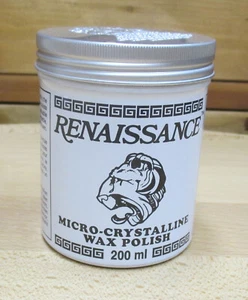 RENAISSANCE
MICRO-CRYSTALLINE
WAX POLISH
200 ml